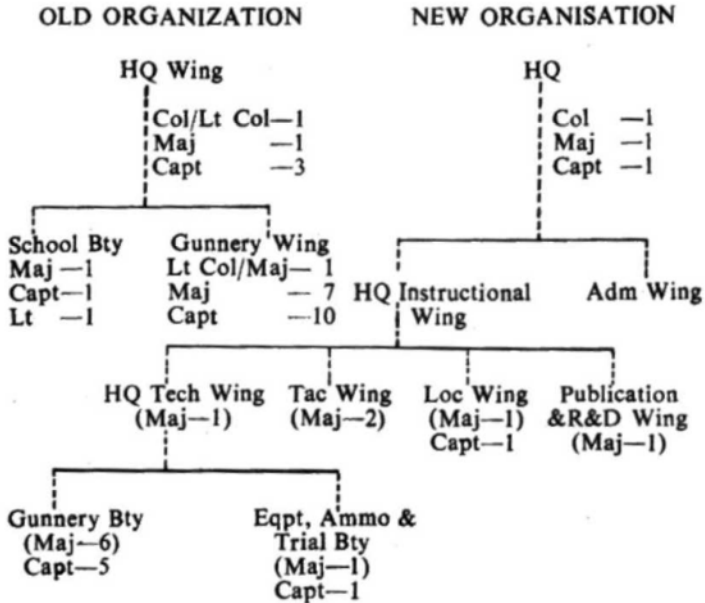 OLD ORGANIZATION
HQ Wing
Col/Lt Col—1
Maj —1
Capt —3
School Bty
Maj —1
Capt—1
Lt —1
Gunnery Wing
Lt Col/Maj— 1
Maj — 7
Capt —10
NEW ORGANISATION
HQ
Col —1
Maj —1
Capt —1
HQ Instructional
Wing
Adm Wing
HQ Tech Wing
(Maj—1)
Tac Wing
(Maj—2)
Loc Wing
(Maj—1)
Capt—1
Publication
&R&D Wing
(Maj—1)
Gunnery Bty
(Maj—6)
Capt—5
Eqpt, Ammo &
Trial Bty
(Maj—1)
Capt—1